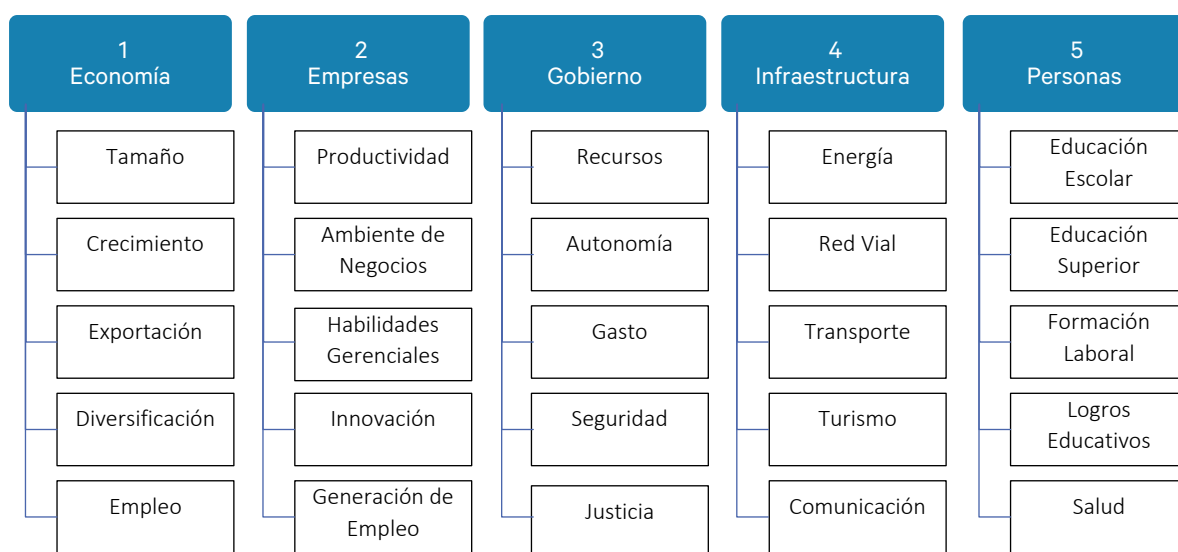 1
Economía
Tamaño
Crecimiento
Exportación
Diversificación
Empleo
2
Empresas
Productividad
Ambiente de
Negocios
Habilidades
Gerenciales
Innovación
Generación de
Empleo
3
Gobierno
Recursos
Autonomía
Gasto
Seguridad
Justicia
4
Infraestructura
Energía
Red Vial
Transporte
Turismo
Comunicación
5
Personas
Educación
Escolar
Educación
Superior
Formación
Laboral
Logros
Educativos
Salud